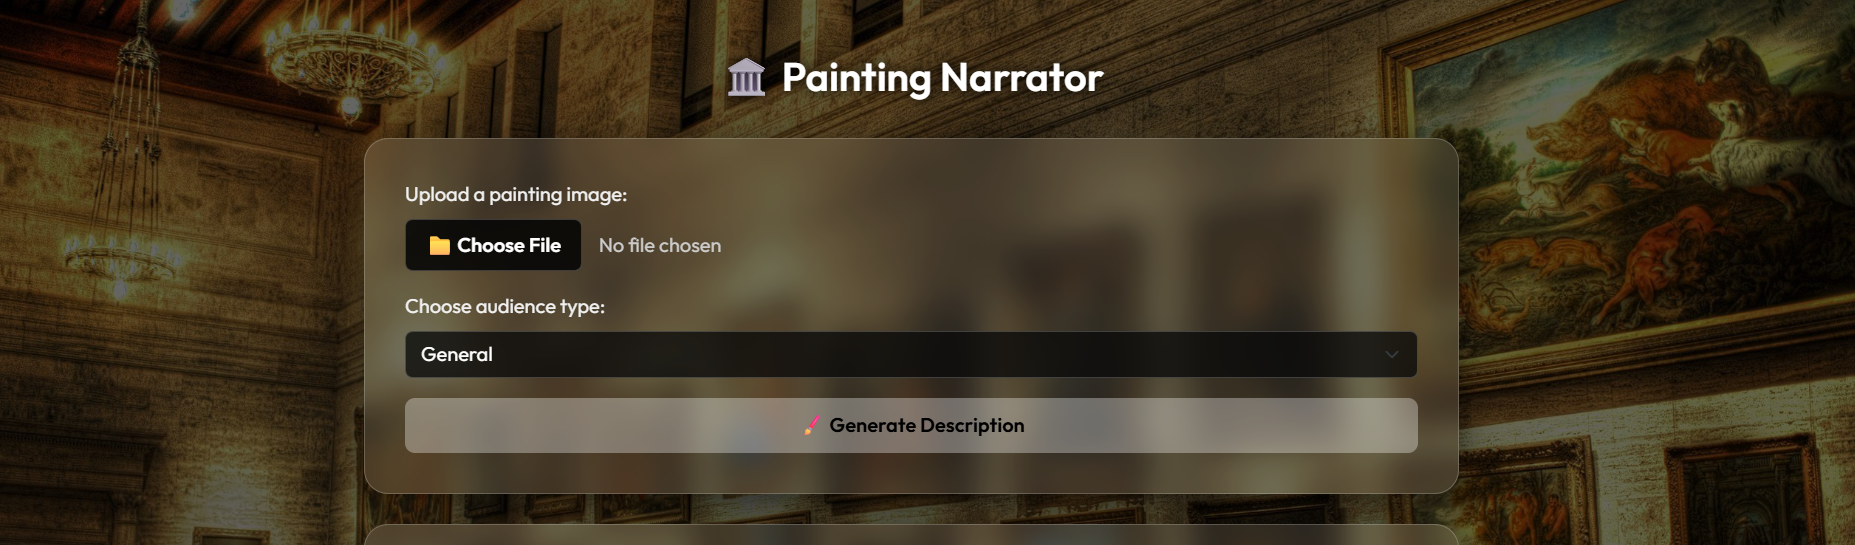 Painting Narrator
Upload a painting image:
Choose File No file chosen
Choose audience type:
General
Generate Description